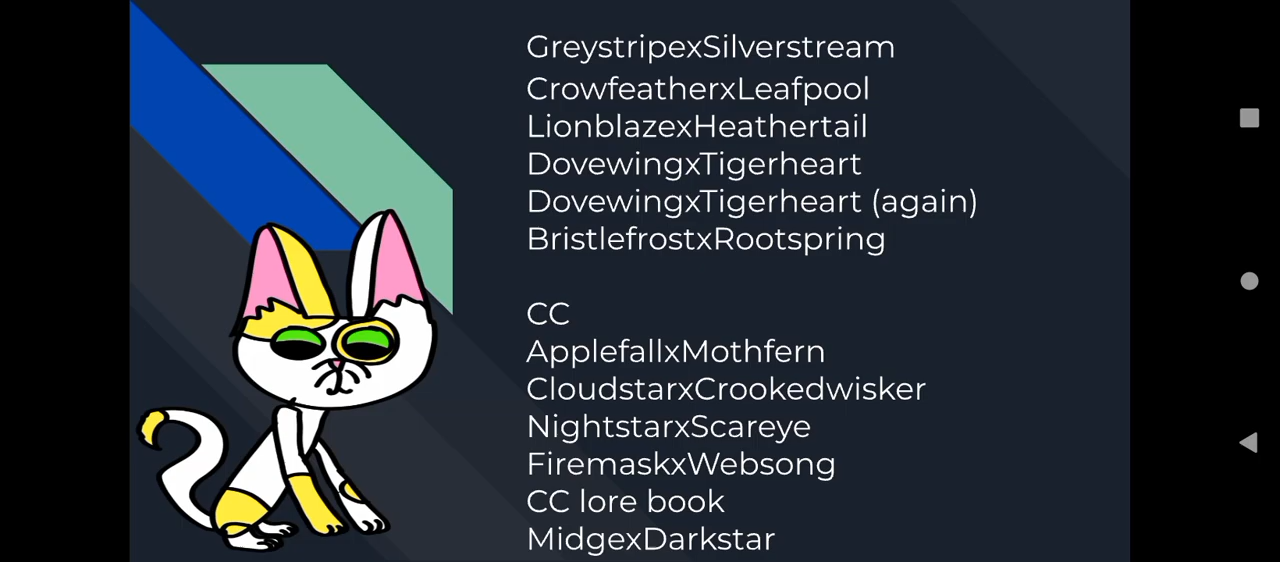 GreystripexSilverstream
CrowfeatherxLeafpool
LionblazexHeathertail
DovewingxTigerheart
DovewingxTigerheart (again)
BristlefrostxRootspring
CC
ApplefallxMothfern
CloudstarxCrookedwisker
NightstarxScareye
FiremaskxWebsong
CC lore book
MidgexDarkstar